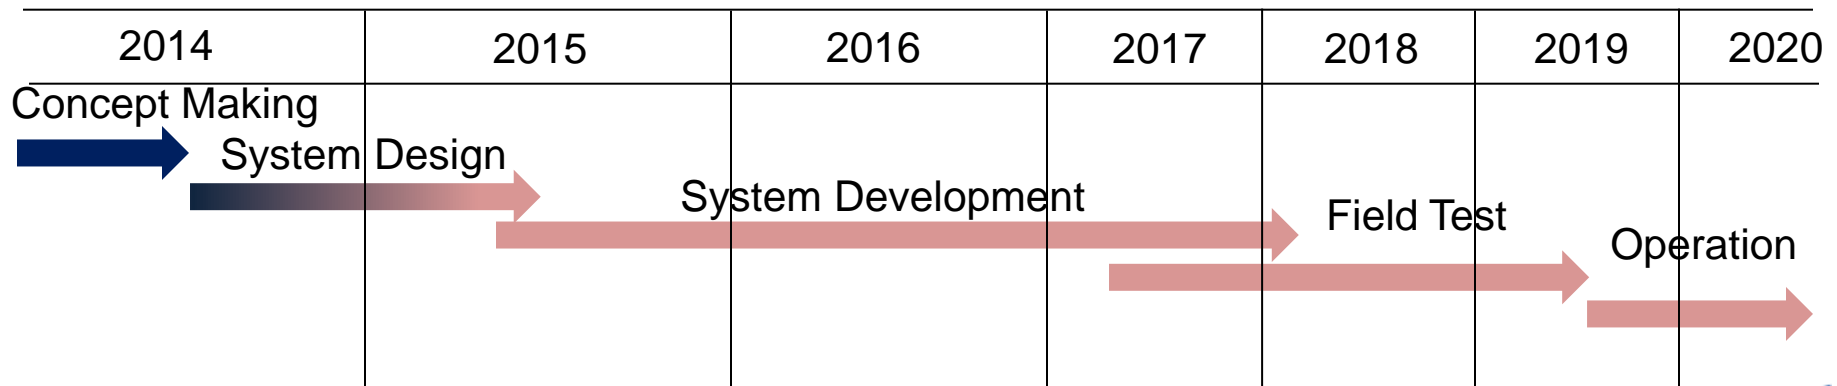 2014 2015 2016 2017 2018 2019 2020
Concept Making
System Design
System Development
Field Test
Operation